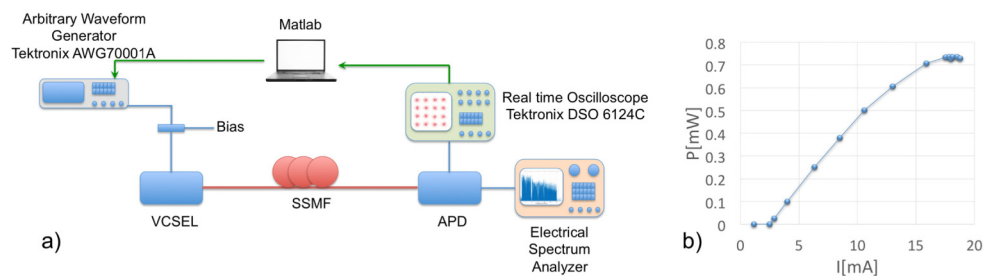 Arbitrary Waveform
Generator
Tektronix AWG70001A
Matlab
Bias
Real time Oscilloscope
Tektronix DSO 6124C
VCSEL
SSMF
APD
Electrical
Spectrum
Analyzer
a)
0.8
0.7
0.6
0.5
0.4
0.3
0.2
0.1
0
P[mW]
0 5 10 15 20
I[mA]
b)